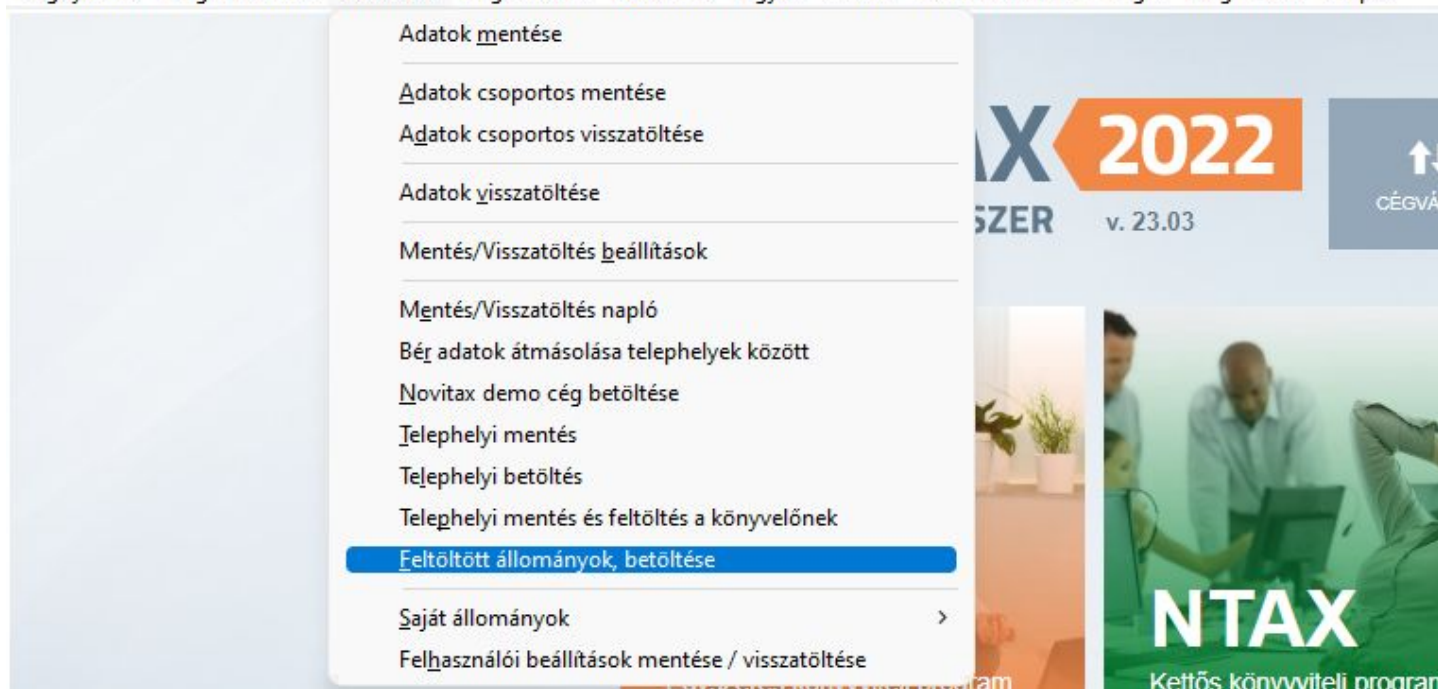 Adatok mentése
Adatok csoportos mentése
Adatok csoportos visszatöltése
Adatok visszatöltése
Mentés/Visszatöltés beállítások
Mentés/Visszatöltés napló
Bér adatok átmásolása telephelyek között
Novitax demo cég betöltése
Telephelyi mentés
Telephelyi betöltés
Telephelyi mentés és feltöltés a könyvelőnek
Feltöltött állományok, betöltése
Saját állományok
Felhasználói beállítások mentése / visszatöltése
AX 2022
SZER v. 23.03
CÉGVÁ
NTAX
Kettős könyvviteli program